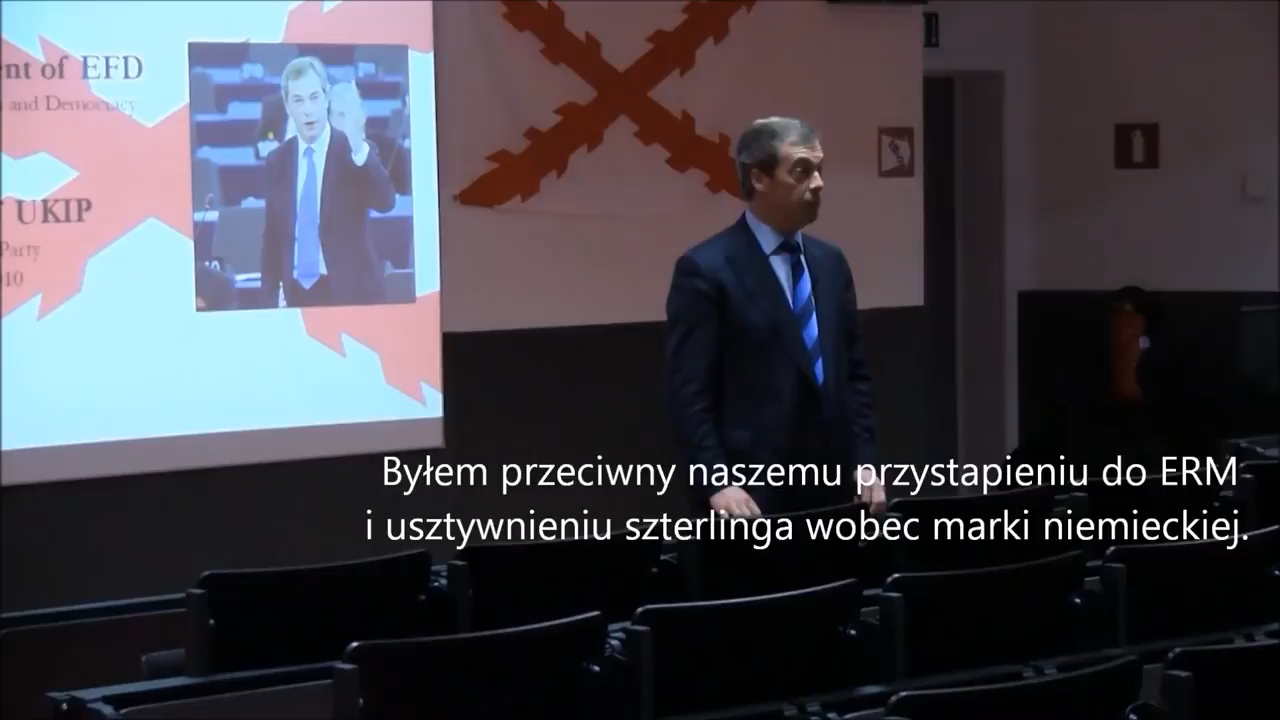 nt of EFD
and Democracy
UKIP
Party
10
Byłem przeciwny naszemu przystapieniu do ERM
i usztywnieniu szterlinga wobec marki niemieckiej.